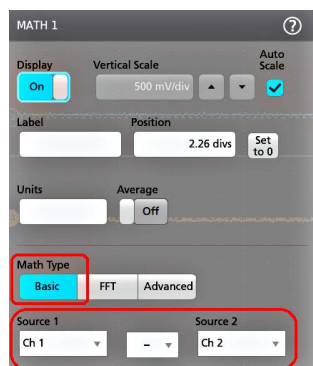 MATH 1 ?
Display Vertical Scale Auto Scale
On 500 mV/div
Label Position
2.26 divs Set to 0
Units Average
Off
Math Type
Basic FFT Advanced
Source 1 Source 2
Ch 1 - Ch 2